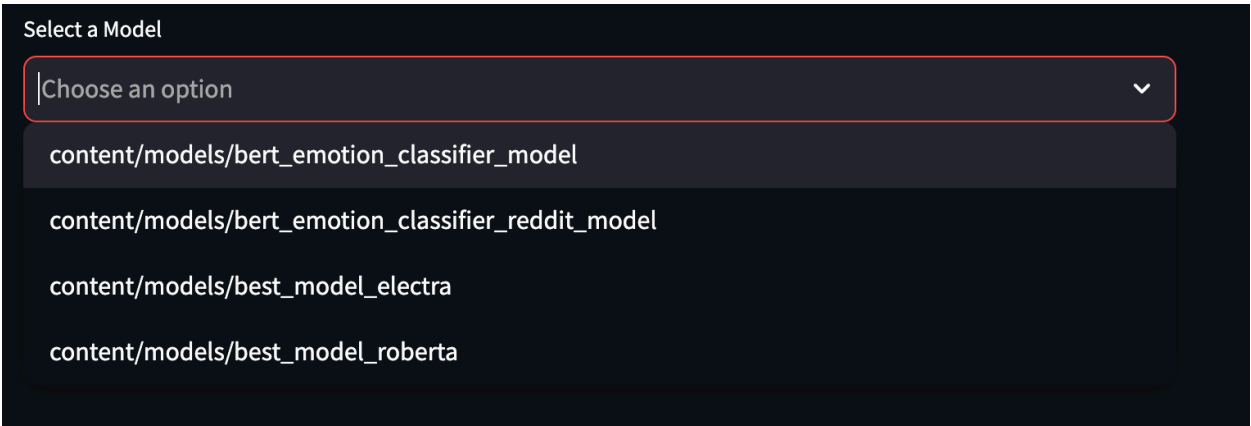 Select a Model
Choose an option
content/models/bert_emotion_classifier_model
content/models/bert_emotion_classifier_reddit_model
content/models/best_model_electra
content/models/best_model_roberta